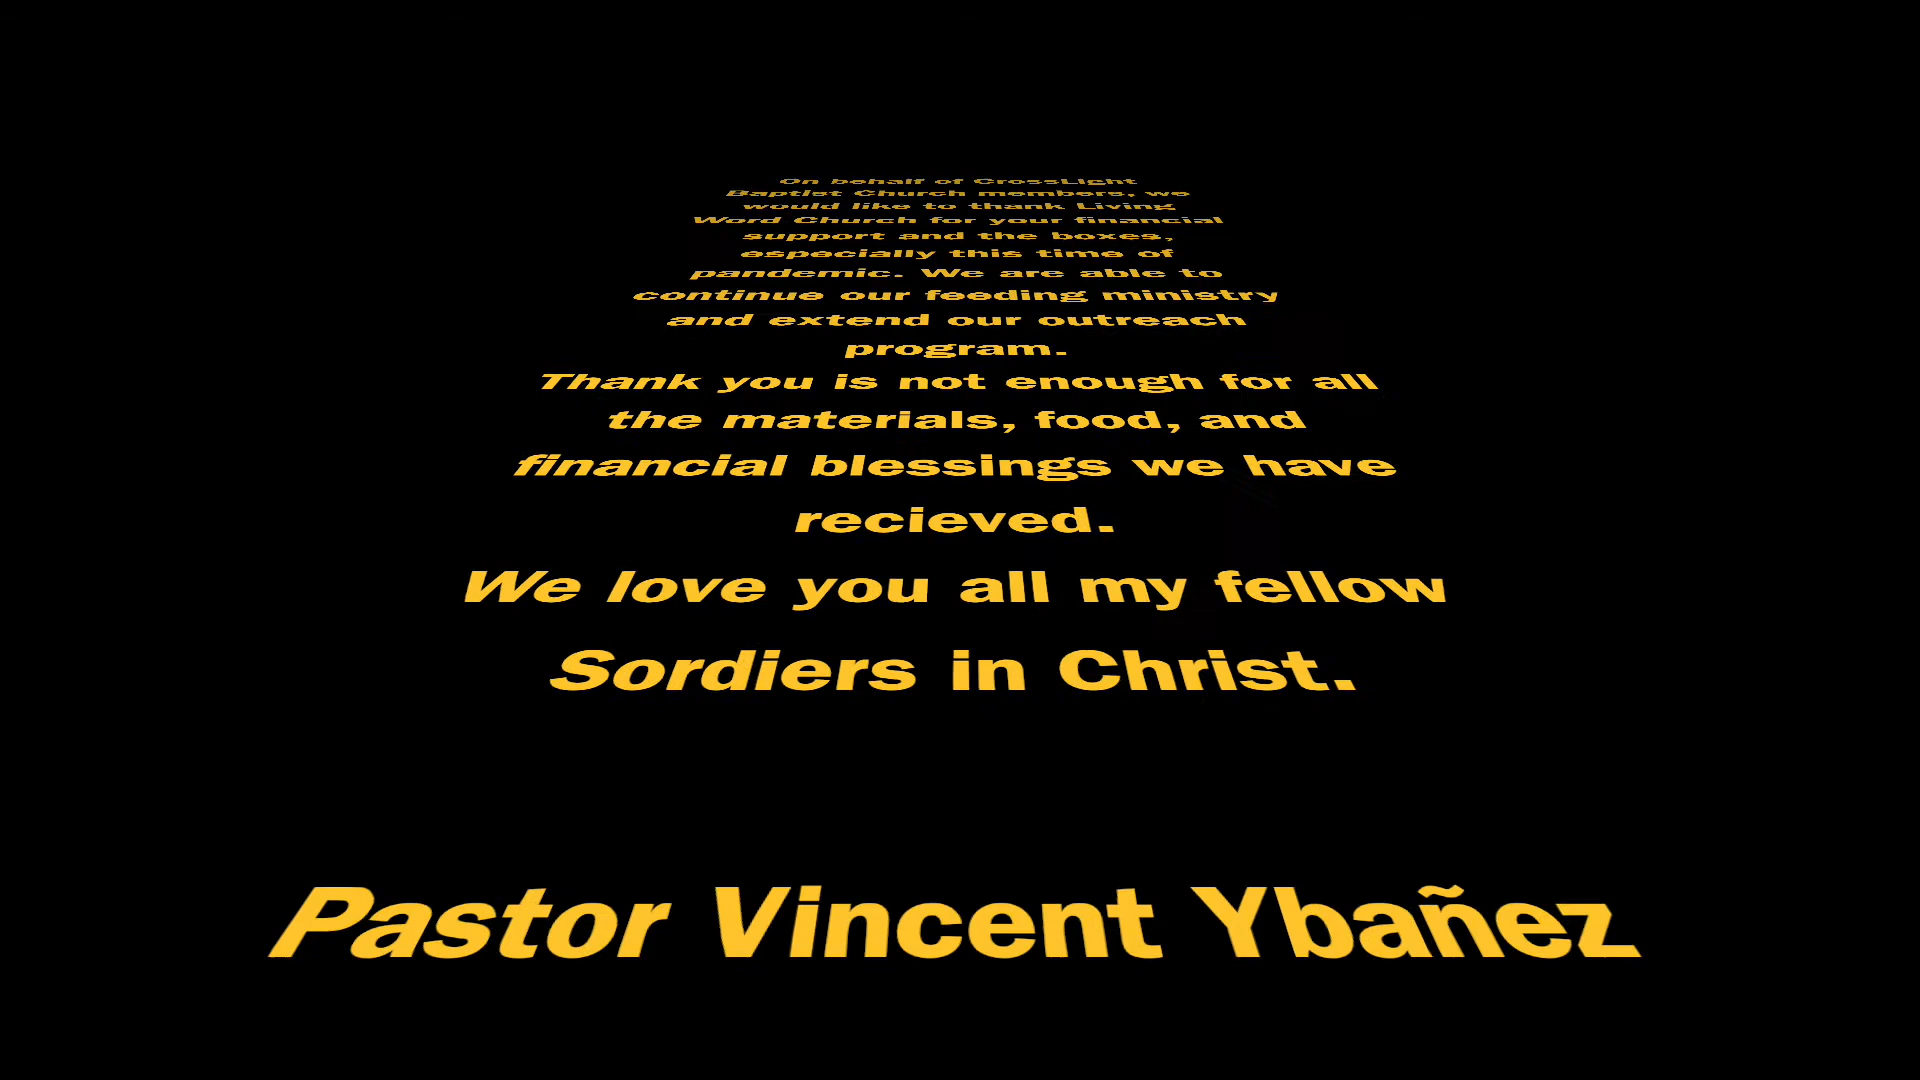 On behalf of CrossLight
Baptist Church members, we
would like to thank Living
Word Church for your financial
support and the boxes,
especially this time of
pandemic. We are able to
continue our feeding ministry
and extend our outreach
program.
Thank you is not enough for all
the materials, food, and
financial blessings we have
recieved.
We love you all my fellow
Sordiers in Christ.
Pastor Vincent Ybañez